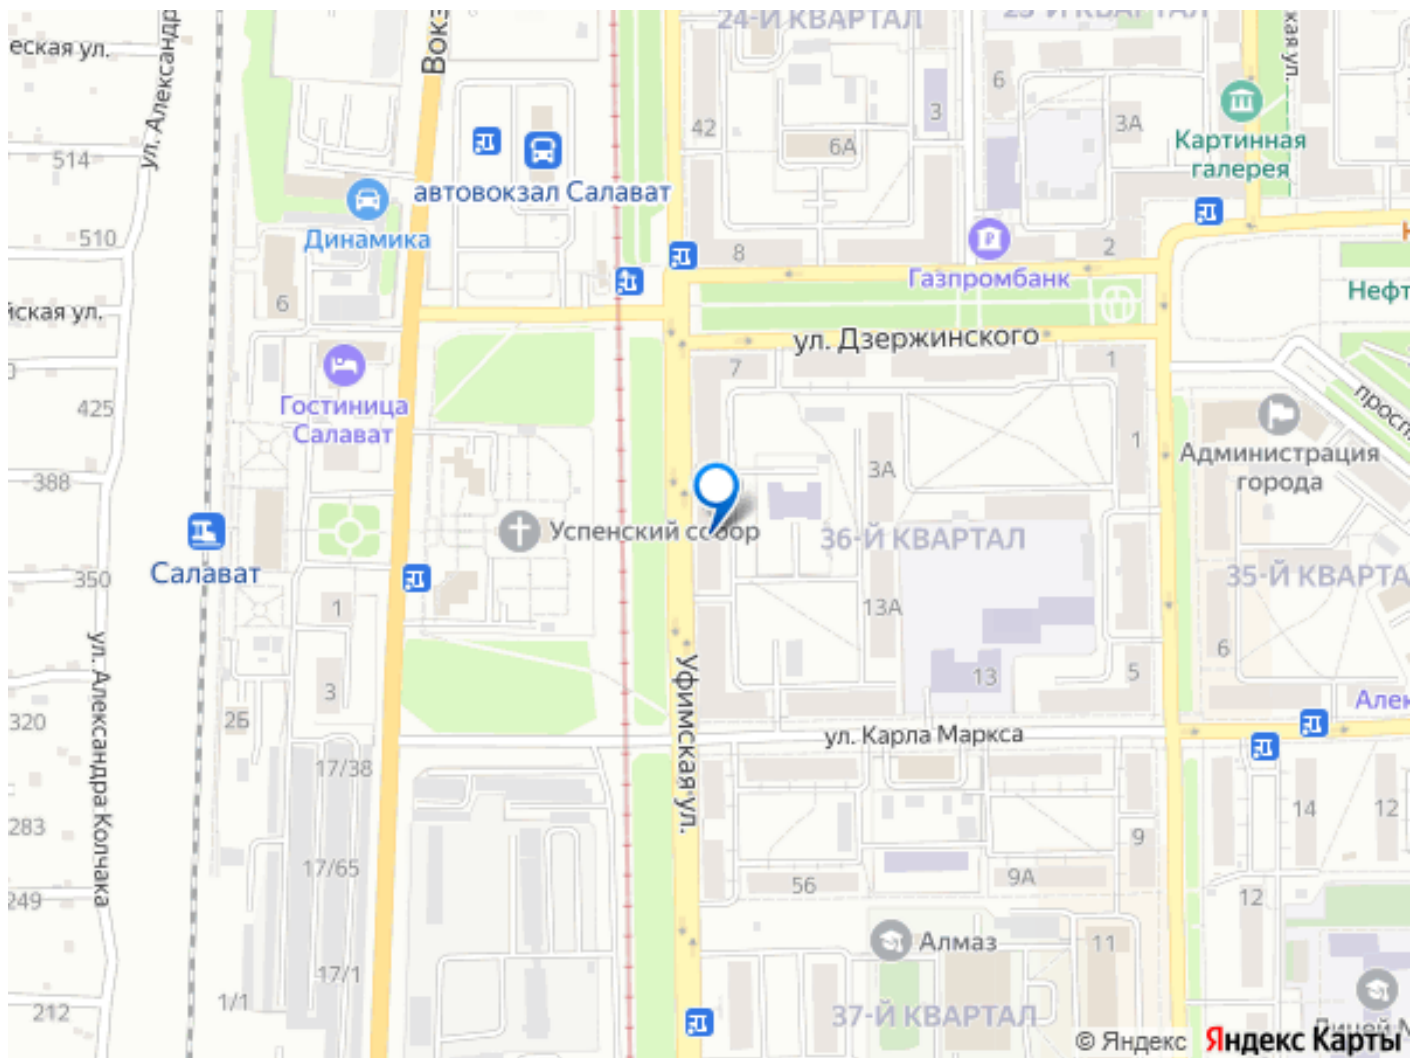 24-Й КВАРТАЛ
еская ул.
ул. Александр
Вокз
42
3
6
3А
6А
Картинная
галерея
514
автовокзал Салават
510
Динамика
8
2
Газпромбанк
Нефт
6
йская ул.
ул. Дзержинского
7
1
425
Гостиница
Салават
просп
1
Администрация
города
388
3А
Успенский собор
36-Й КВАРТАЛ
Салават
350
35-Й КВАРТА
1
13А
6
3
13
5
Уфимская ул.
ул. Александра Колчака
320
2Б
Алек
ул. Карла Маркса
17/38
14
12
283
9
17/65
56
9А
249
12
Алмаз
11
17/1
1/1
212
37-Й КВАРТАЛ
© Яндекс
Яндекс Карты